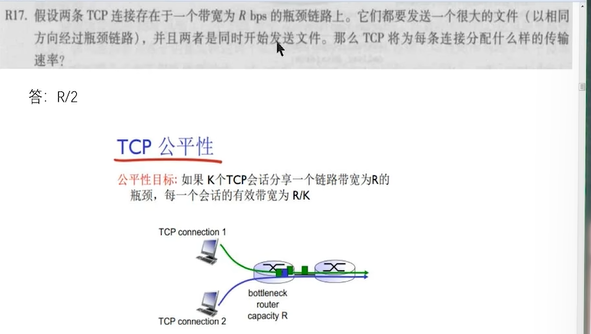 R17. 假设两条 TCP 连接存在于一个带宽为 R bps 的瓶颈链路上。它们都要发送一个很大的文件（以相同
方向经过瓶颈链路），并且两者是同时开始发送文件。那么 TCP 将为每条连接分配什么样的传输
速率？
答：R/2
TCP 公平性
公平性目标: 如果 K个TCP会话分享一个链路带宽为R的
瓶颈，每一个会话的有效带宽为 R/K
TCP connection 1
bottleneck
router
capacity R
TCP connection 2